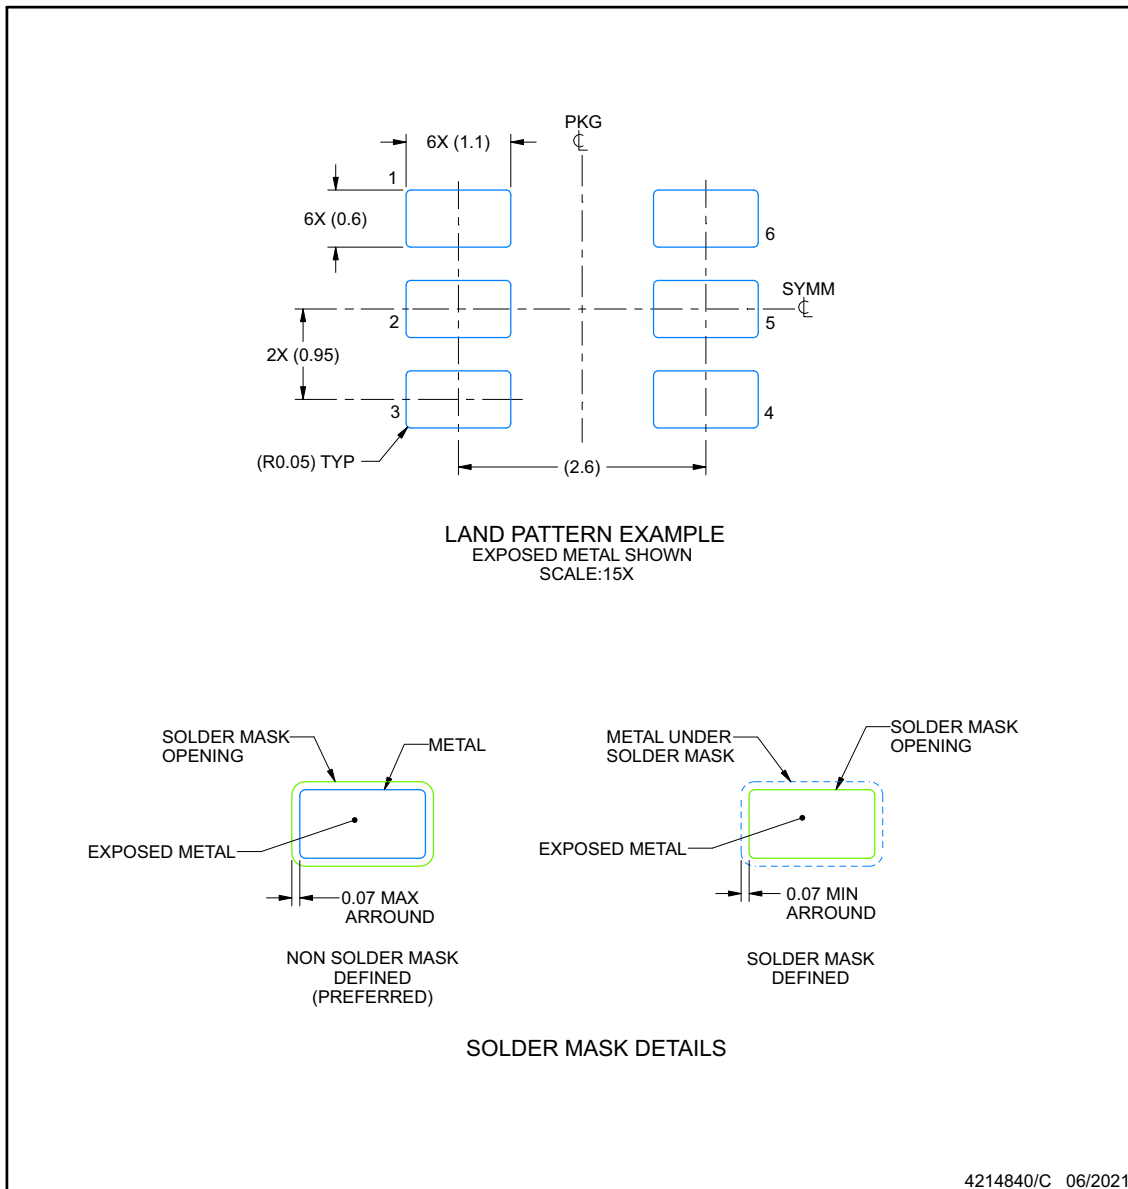 PKG
℄
6X (1.1)
1
6X (0.6)
6
SYMM
℄
2
5
2X (0.95)
3
4
(R0.05) TYP
(2.6)
LAND PATTERN EXAMPLE
EXPOSED METAL SHOWN
SCALE:15X
SOLDER MASK
OPENING
METAL
EXPOSED METAL
0.07 MAX
ARROUND
NON SOLDER MASK
DEFINED
(PREFERRED)
METAL UNDER
SOLDER MASK
SOLDER MASK
OPENING
EXPOSED METAL
0.07 MIN
ARROUND
SOLDER MASK
DEFINED
SOLDER MASK DETAILS
4214840/C 06/2021